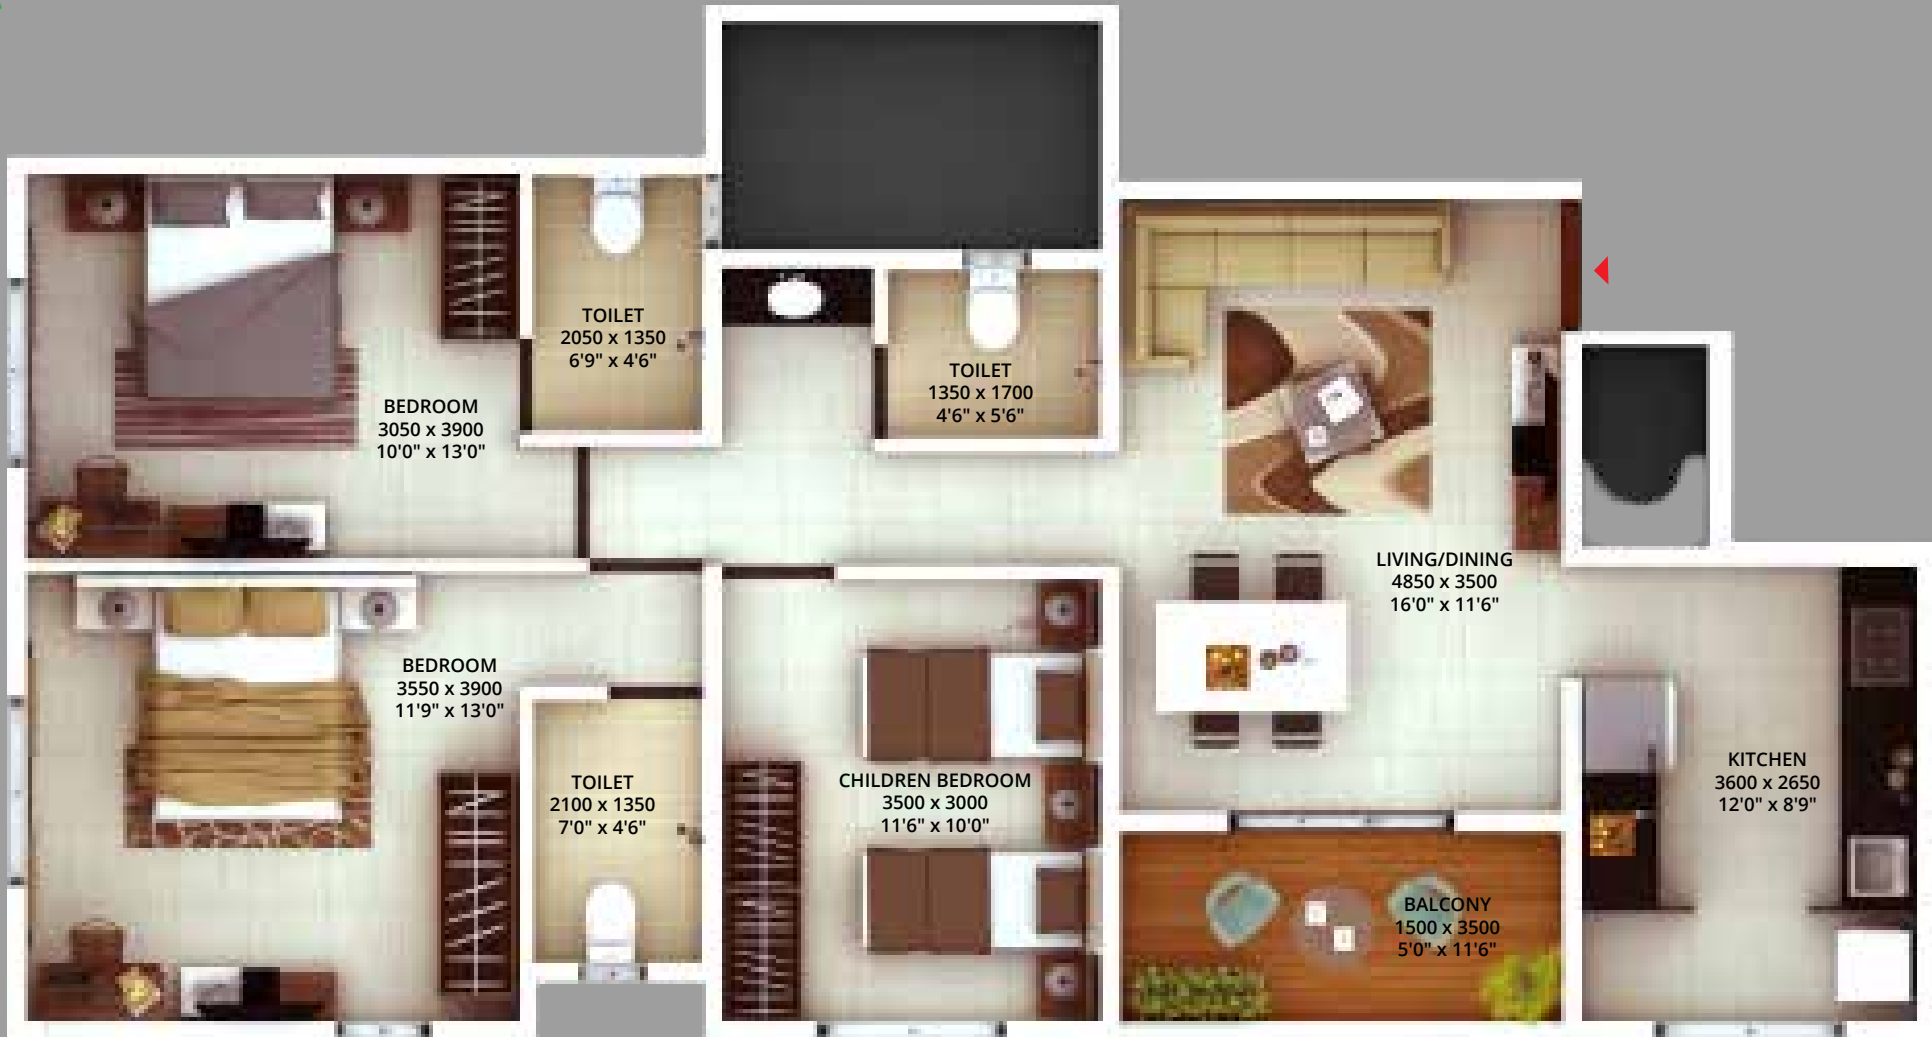 TOILET
2050 x 1350
6'9" x 4'6"
TOILET
1350 x 1700
4'6" x 5'6"
BEDROOM
3050 x 3900
10'0" x 13'0"
LIVING/DINING
4850 x 3500
16'0" x 11'6"
BEDROOM
3550 x 3900
11'9" x 13'0"
TOILET
2100 x 1350
7'0" x 4'6"
CHILDREN BEDROOM
3500 x 3000
11'6" x 10'0"
KITCHEN
3600 x 2650
12'0" x 8'9"
BALCONY
1500 x 3500
5'0" x 11'6"